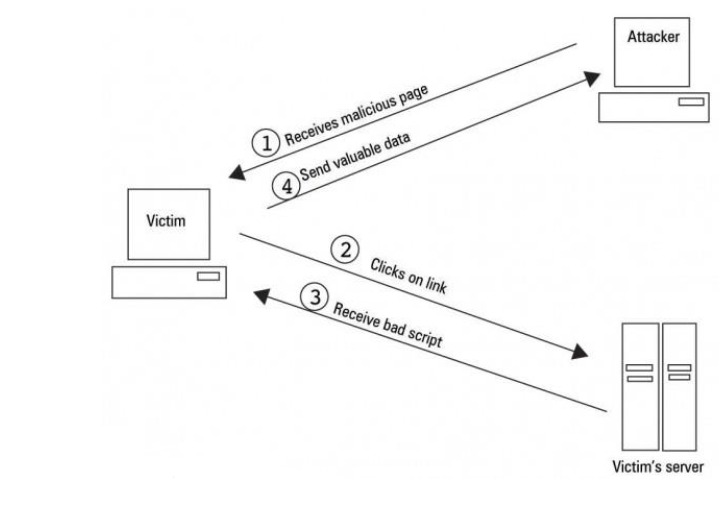 Attacker
1 Receives malicious page
4 Send valuable data
Victim
2 Clicks on link
3 Receive bad script
Victim's server